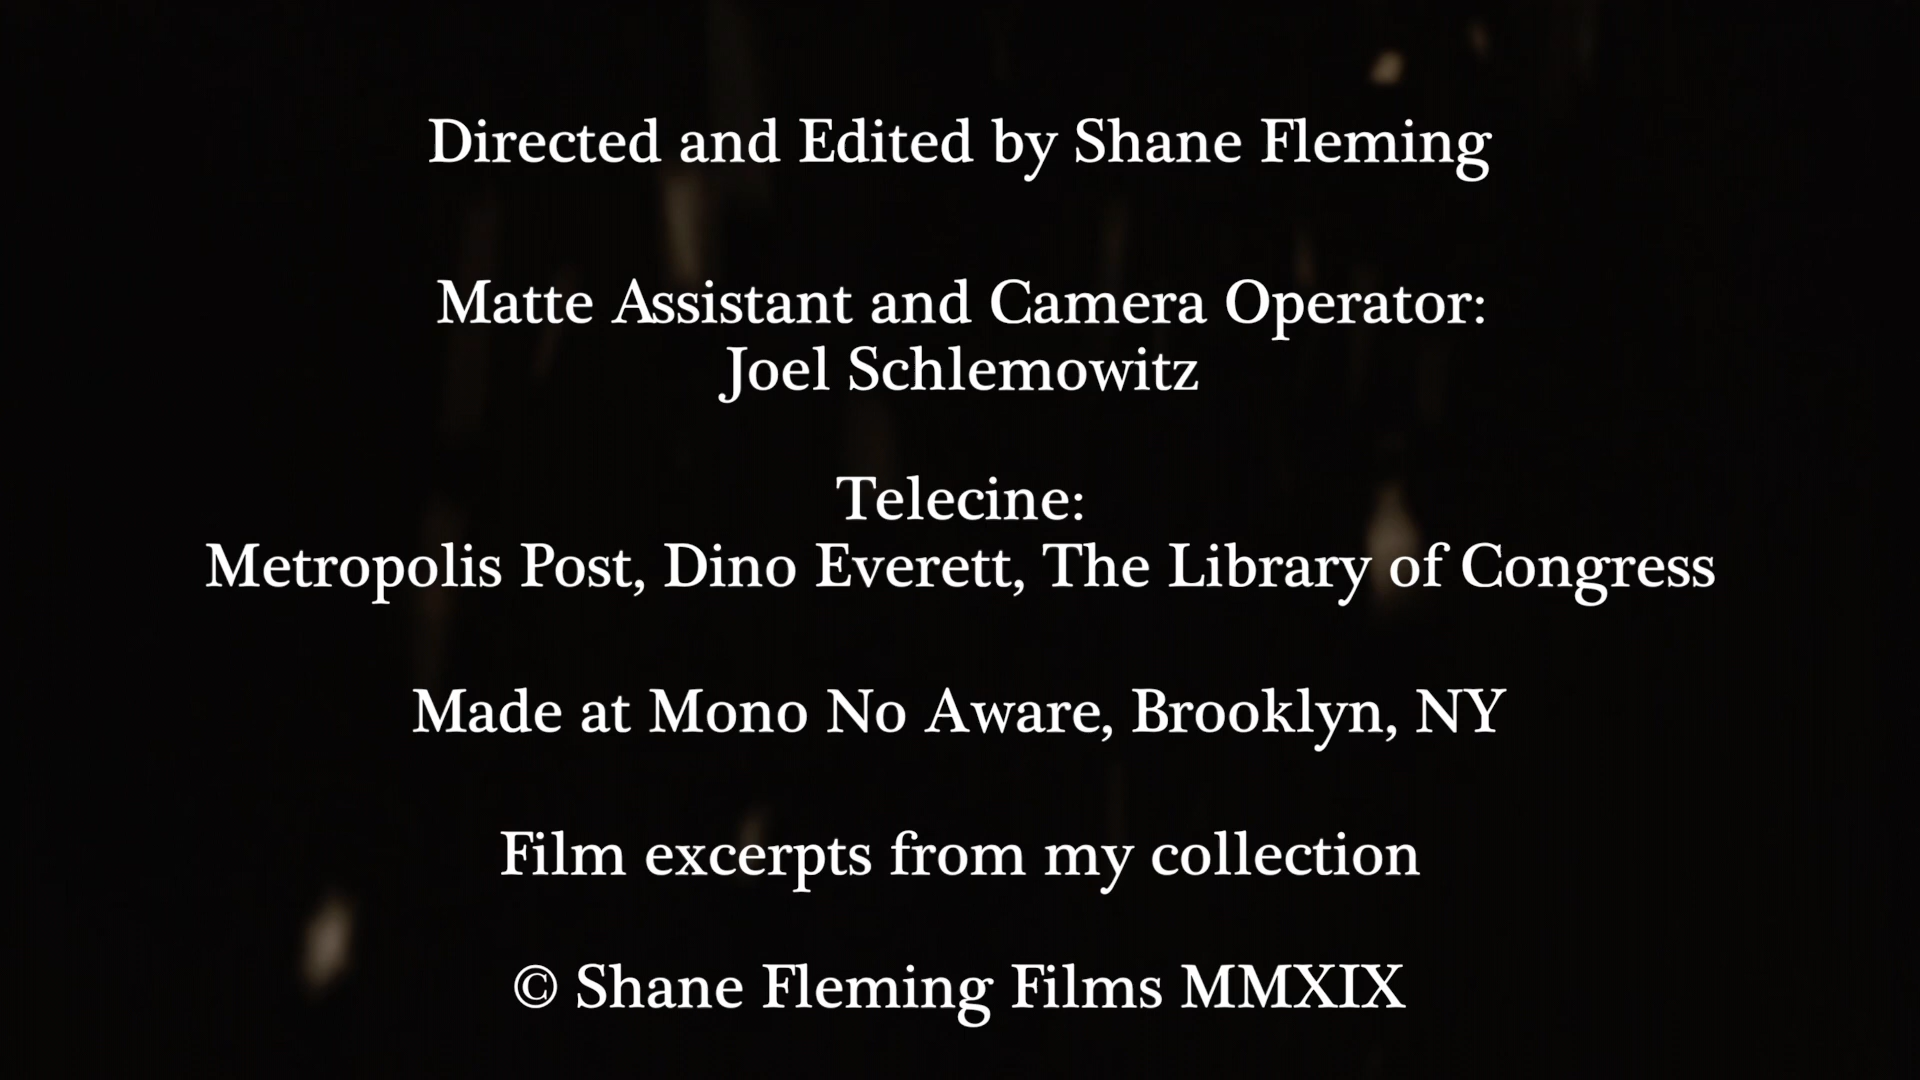 Directed and Edited by Shane Fleming
Matte Assistant and Camera Operator:
Joel Schlemowitz
Telecine:
Metropolis Post, Dino Everett, The Library of Congress
Made at Mono No Aware, Brooklyn, NY
Film excerpts from my collection
© Shane Fleming Films MMXIX